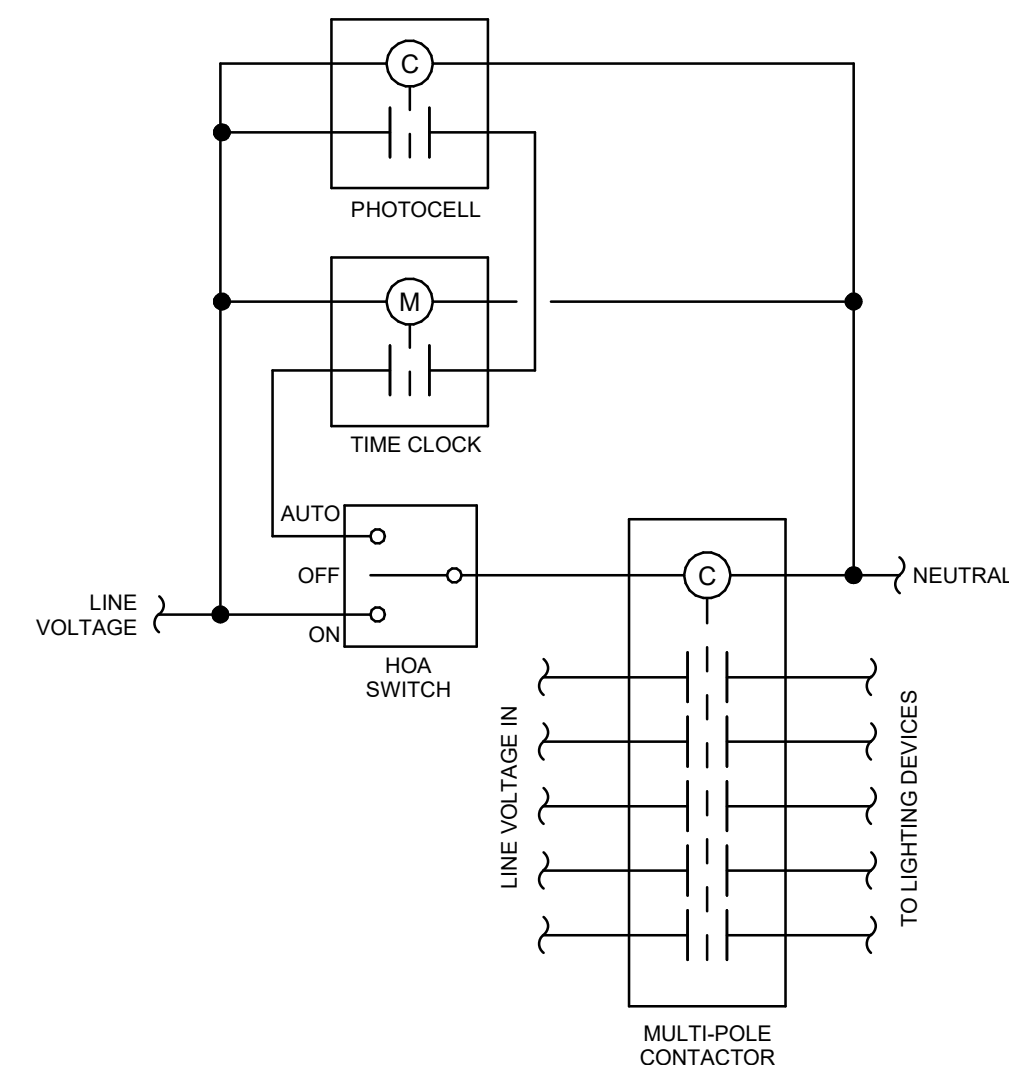 C
PHOTOCELL
M
TIME CLOCK
AUTO
OFF
ON
HOA
SWITCH
LINE
VOLTAGE
C
NEUTRAL
LINE VOLTAGE IN
TO LIGHTING DEVICES
MULTI-POLE
CONTACTOR